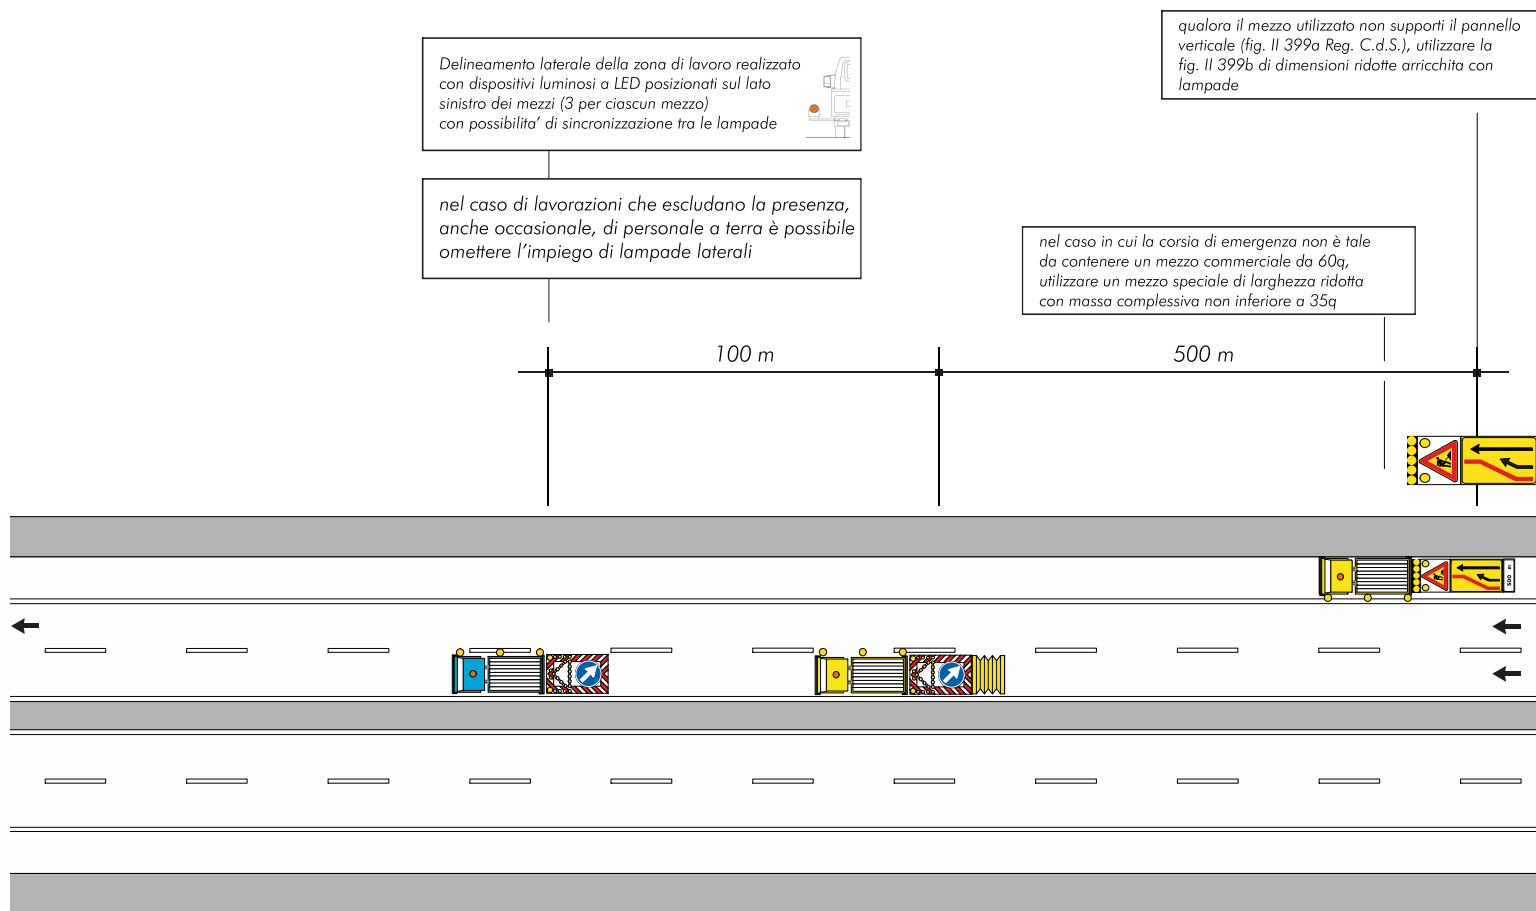 qualora il mezzo utilizzato non supporti il pannello
verticale (fig. II 399a Reg. C.d.S.), utilizzare la
fig. II 399b di dimensioni ridotte arricchita con
lampade
Delineamento laterale della zona di lavoro realizzato
con dispositivi luminosi a LED posizionati sul lato
sinistro dei mezzi (3 per ciascun mezzo)
con possibilita' di sincronizzazione tra le lampade
nel caso di lavorazioni che escludano la presenza,
anche occasionale, di personale a terra è possibile
omettere l'impiego di lampade laterali
nel caso in cui la corsia di emergenza non è tale
da contenere un mezzo commerciale da 60q,
utilizzare un mezzo speciale di larghezza ridotta
con massa complessiva non inferiore a 35q
100 m
500 m
500 m